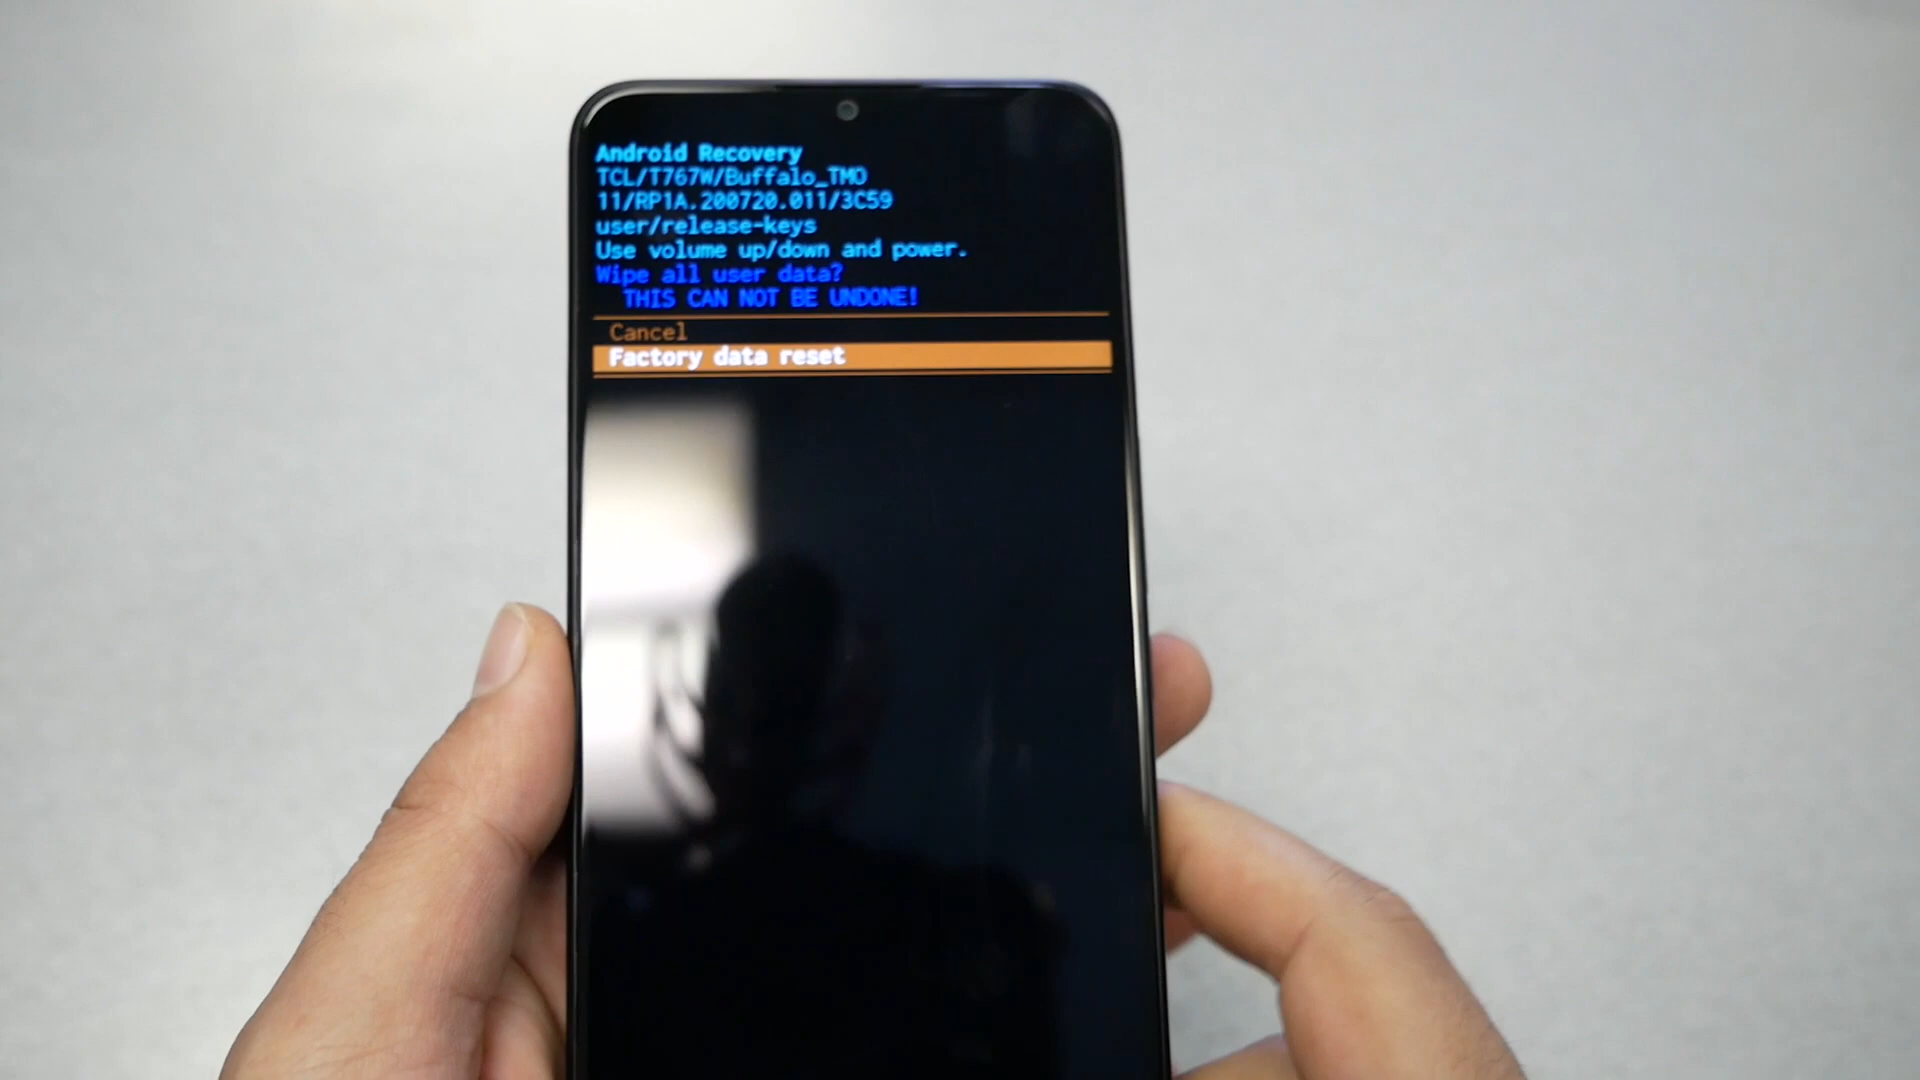 Android Recovery
TCL/T767W/Buffalo_TMO
11/RP1A.200720.011/3C59
user/release-keys
Use volume up/down and power.
Wipe all user data?
THIS CAN NOT BE UNDONE!
Cancel
Factory data reset